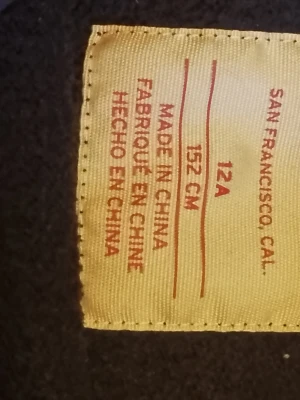 SAN FRANCISCO, CAL.
12A
152 CM
MADE IN CHINA
FABRIQUÉ EN CHINE
HECHO EN CHINA